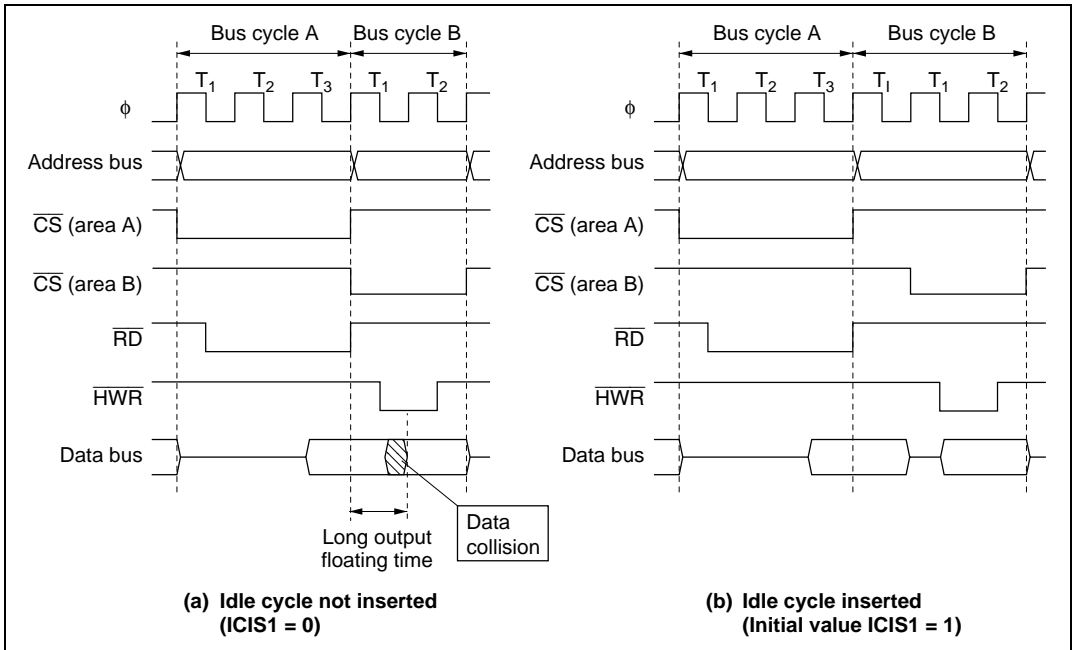 Bus cycle A Bus cycle B
T1 T2 T3 T1 T2
ϕ
Address bus
CS (area A)
CS (area B)
RD
HWR
Data bus
Long output
floating time
Data
collision
(a) Idle cycle not inserted
(ICIS1 = 0)
Bus cycle A Bus cycle B
T1 T2 T3 TI T1 T2
ϕ
Address bus
CS (area A)
CS (area B)
RD
HWR
Data bus
(b) Idle cycle inserted
(Initial value ICIS1 = 1)